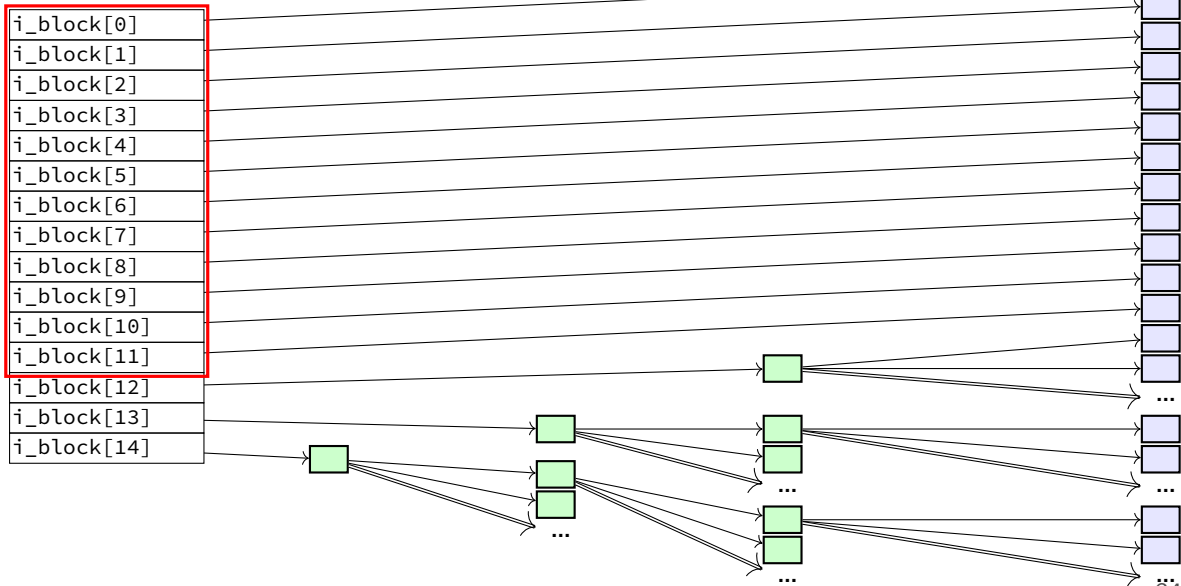 i_block[0]
i_block[1]
i_block[2]
i_block[3]
i_block[4]
i_block[5]
i_block[6]
i_block[7]
i_block[8]
i_block[9]
i_block[10]
i_block[11]
i_block[12]
...
i_block[13]
i_block[14]
...
...
...
...
...